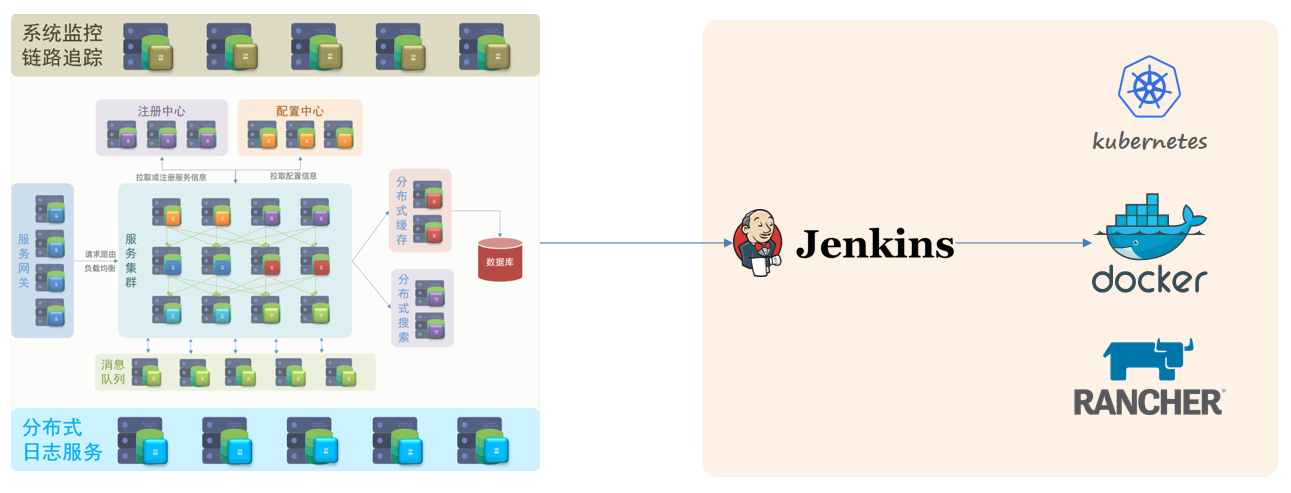 系统监控
链路追踪
注册中心
配置中心
拉取或注册服务信息
拉取配置信息
服务网关
请求路由
负载均衡
服务集群
分布式缓存
数据库
分布式搜索
消息
队列
分布式
日志服务
Jenkins
kubernetes
docker
RANCHER